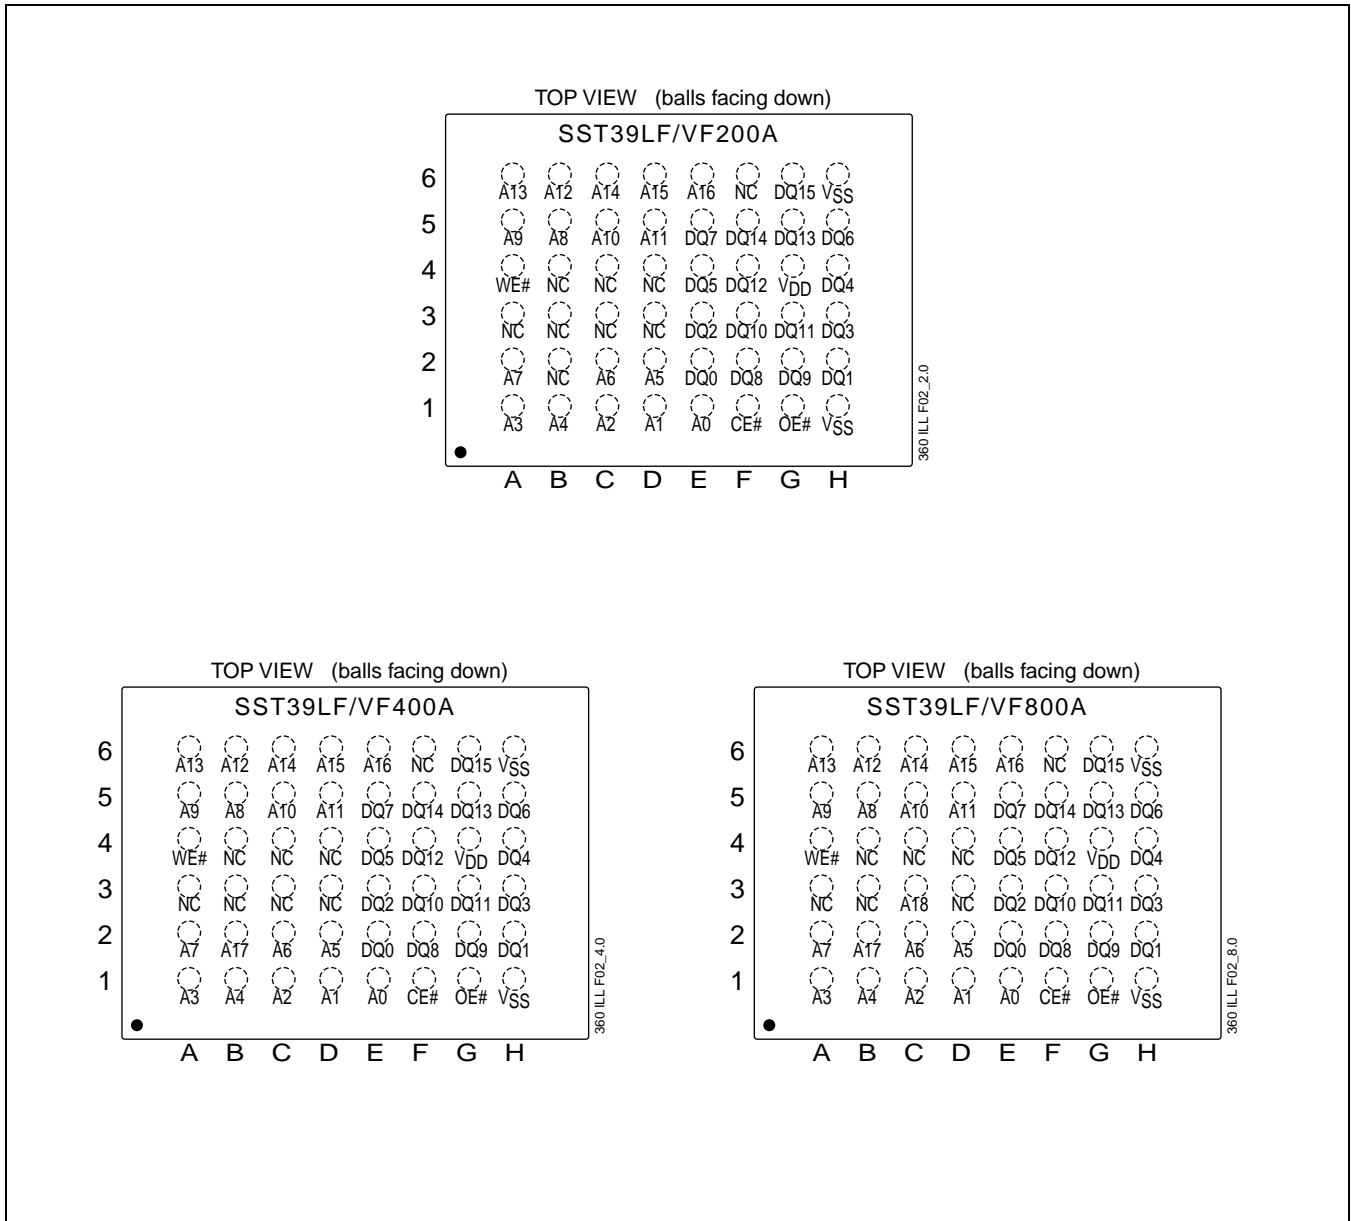 TOP VIEW (balls facing down)
SST39LF/VF200A
6 A13 A12 A14 A15 A16 NC DQ15 VSS
5 A9 A8 A10 A11 DQ7 DQ14 DQ13 DQ6
4 WE# NC NC NC DQ5 DQ12 VDD DQ4
3 NC NC NC NC DQ2 DQ10 DQ11 DQ3
2 A7 NC A6 A5 DQ0 DQ8 DQ9 DQ1
1 A3 A4 A2 A1 A0 CE# OE# VSS
A B C D E F G H
360 ILL F02_2.0
TOP VIEW (balls facing down)
SST39LF/VF400A
6 A13 A12 A14 A15 A16 NC DQ15 VSS
5 A9 A8 A10 A11 DQ7 DQ14 DQ13 DQ6
4 WE# NC NC NC DQ5 DQ12 VDD DQ4
3 NC NC NC NC DQ2 DQ10 DQ11 DQ3
2 A7 A17 A6 A5 DQ0 DQ8 DQ9 DQ1
1 A3 A4 A2 A1 A0 CE# OE# VSS
A B C D E F G H
360 ILL F02_4.0
TOP VIEW (balls facing down)
SST39LF/VF800A
6 A13 A12 A14 A15 A16 NC DQ15 VSS
5 A9 A8 A10 A11 DQ7 DQ14 DQ13 DQ6
4 WE# NC NC NC DQ5 DQ12 VDD DQ4
3 NC NC A18 NC DQ2 DQ10 DQ11 DQ3
2 A7 A17 A6 A5 DQ0 DQ8 DQ9 DQ1
1 A3 A4 A2 A1 A0 CE# OE# VSS
A B C D E F G H
360 ILL F02_8.0